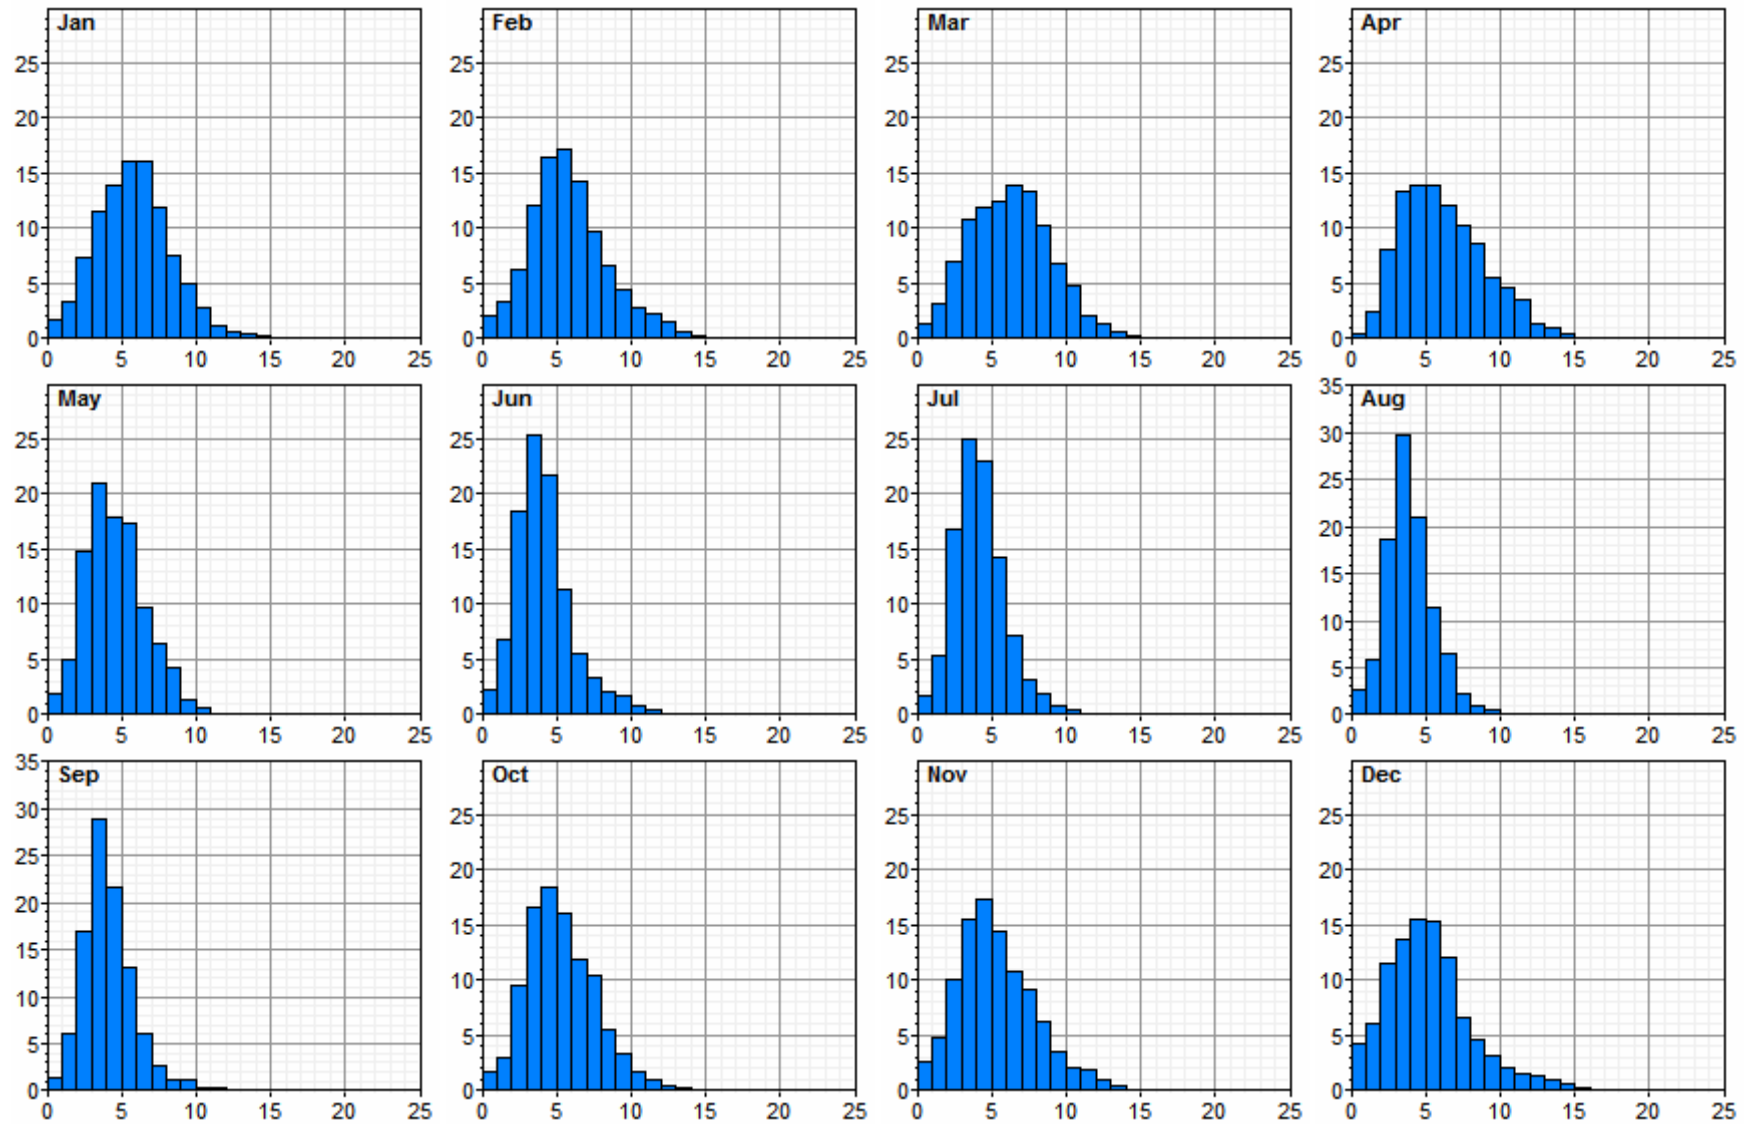 Jan Feb Mar Apr
25 25 25 25
20 20 20 20
15 15 15 15
10 10 10 10
5 5 5 5
0 0 0 0
0 5 10 15 20 25 0 5 10 15 20 25 0 5 10 15 20 25 0 5 10 15 20 25
35
May Jun Jul Aug
30
25 25 25
25
20 20 20
20
15 15 15 15
10 10 10 10
5 5 5 5
0 0 0 0
0 5 10 15 20 25 0 5 10 15 20 25 0 5 10 15 20 25 0 5 10 15 20 25
35
Sep Oct Nov Dec
30
25 25 25
25
20 20 20
20
15 15 15 15
10 10 10 10
5 5 5 5
0 0 0 0
0 5 10 15 20 25 0 5 10 15 20 25 0 5 10 15 20 25 0 5 10 15 20 25